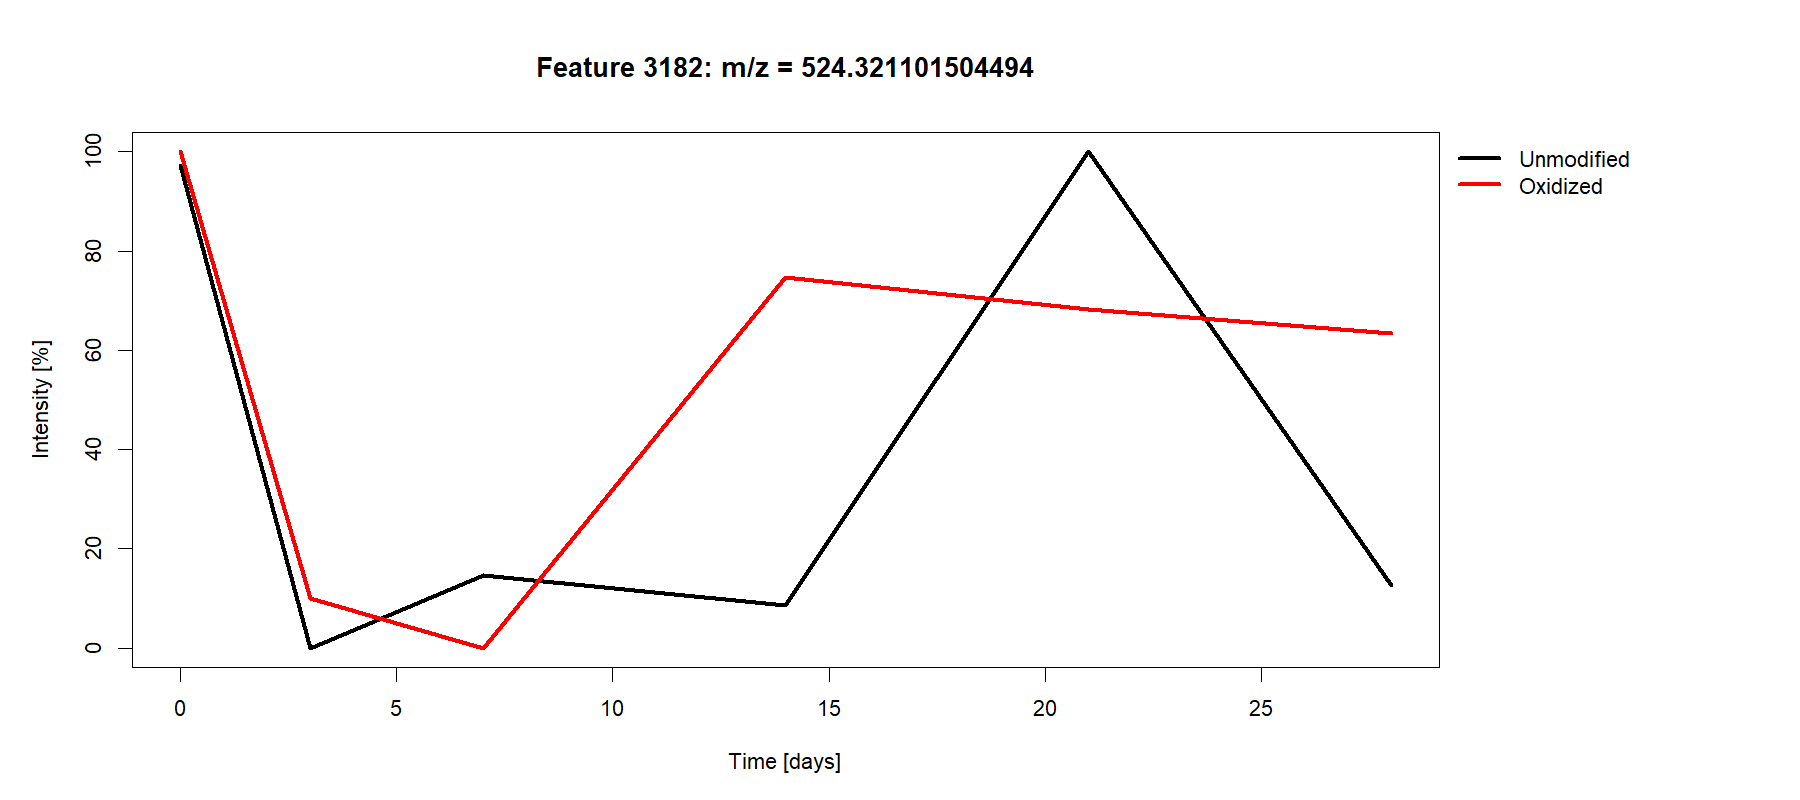 Feature 3182: m/z = 524.321101504494
Unmodified
Oxidized
Intensity [%]
100
80
60
40
20
0
0 5 10 15 20 25
Time [days]